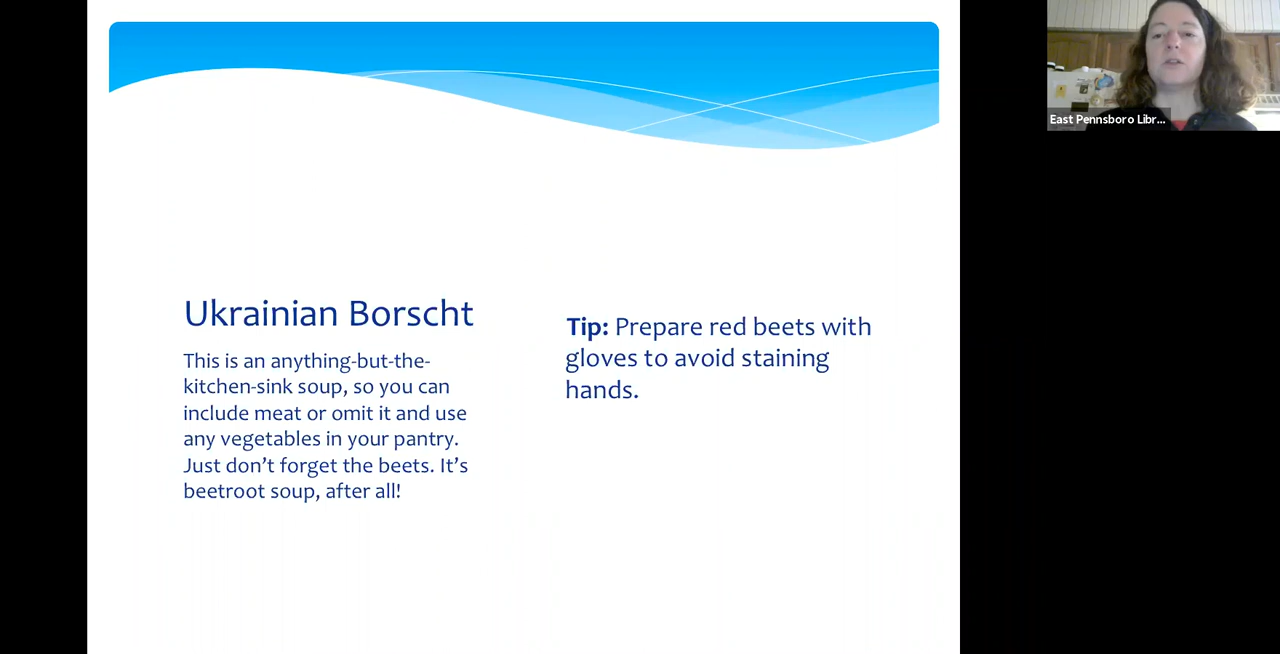 East Pennsboro Libr...
Ukrainian Borscht
This is an anything-but-the-
kitchen-sink soup, so you can
include meat or omit it and use
any vegetables in your pantry.
Just don’t forget the beets. It’s
beetroot soup, after all!
Tip: Prepare red beets with
gloves to avoid staining
hands.